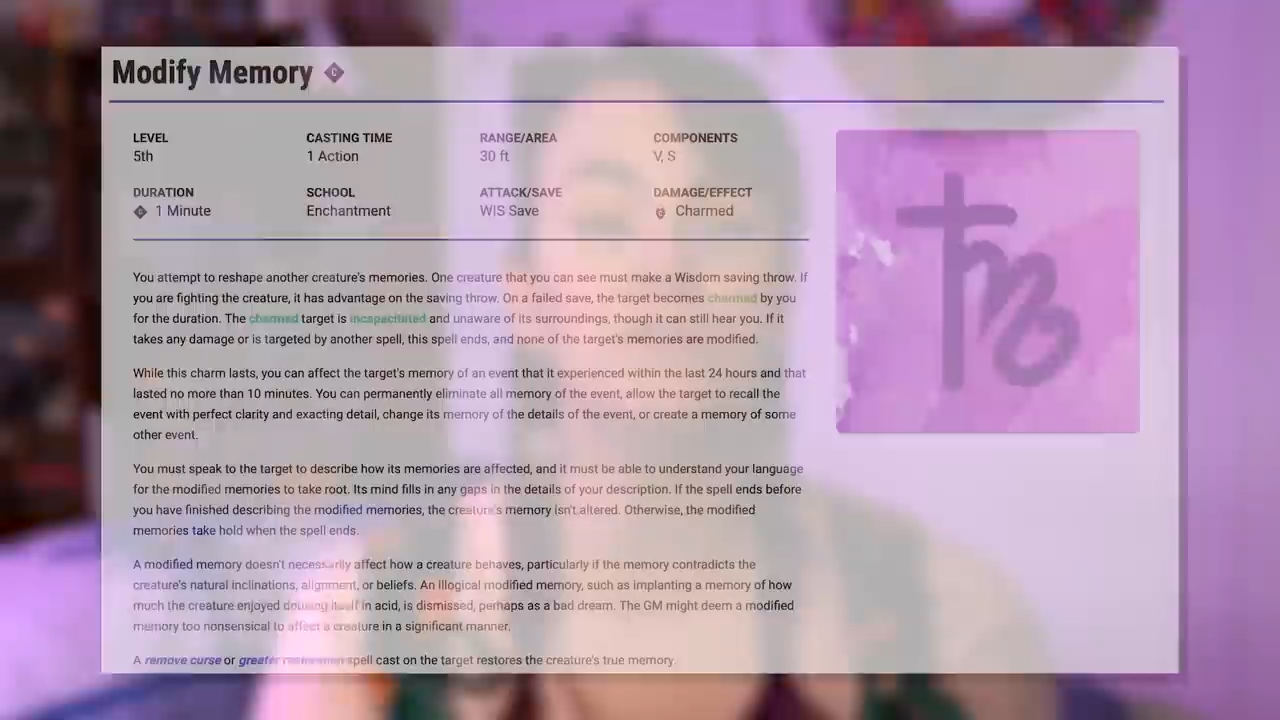 Modify Memory
LEVEL CASTING TIME RANGE/AREA COMPONENTS
5th 1 Action 30 ft V, S
DURATION SCHOOL ATTACK/SAVE DAMAGE/EFFECT
1 Minute Enchantment WIS Save Charmed
You attempt to reshape another creature's memories. One creature that you can see must make a Wisdom saving throw. If
you are fighting the creature, it has advantage on the saving throw. On a failed save, the target becomes charmed by you
for the duration. The charmed target is incapacitated and unaware of its surroundings, though it can still hear you. If it
takes any damage or is targeted by another spell, this spell ends, and none of the target's memories are modified.
While this charm lasts, you can affect the target's memory of an event that it experienced within the last 24 hours and that
lasted no more than 10 minutes. You can permanently eliminate all memory of the event, allow the target to recall the
event with perfect clarity and exacting detail, change its memory of the details of the event, or create a memory of some
other event.
You must speak to the target to describe how its memories are affected, and it must be able to understand your language
for the modified memories to take root. Its mind fills in any gaps in the details of your description. If the spell ends before
you have finished describing the modified memories, the creature's memory isn't altered. Otherwise, the modified
memories take hold when the spell ends.
A modified memory doesn't necessarily affect how a creature behaves, particularly if the memory contradicts the
creature's natural inclinations, alignment, or beliefs. An illogical modified memory, such as implanting a memory of how
much the creature enjoyed dousing itself in acid, is dismissed, perhaps as a bad dream. The GM might deem a modified
memory too nonsensical to affect a creature in a significant manner.
A remove curse or greater restoration spell cast on the target restores the creature's true memory.